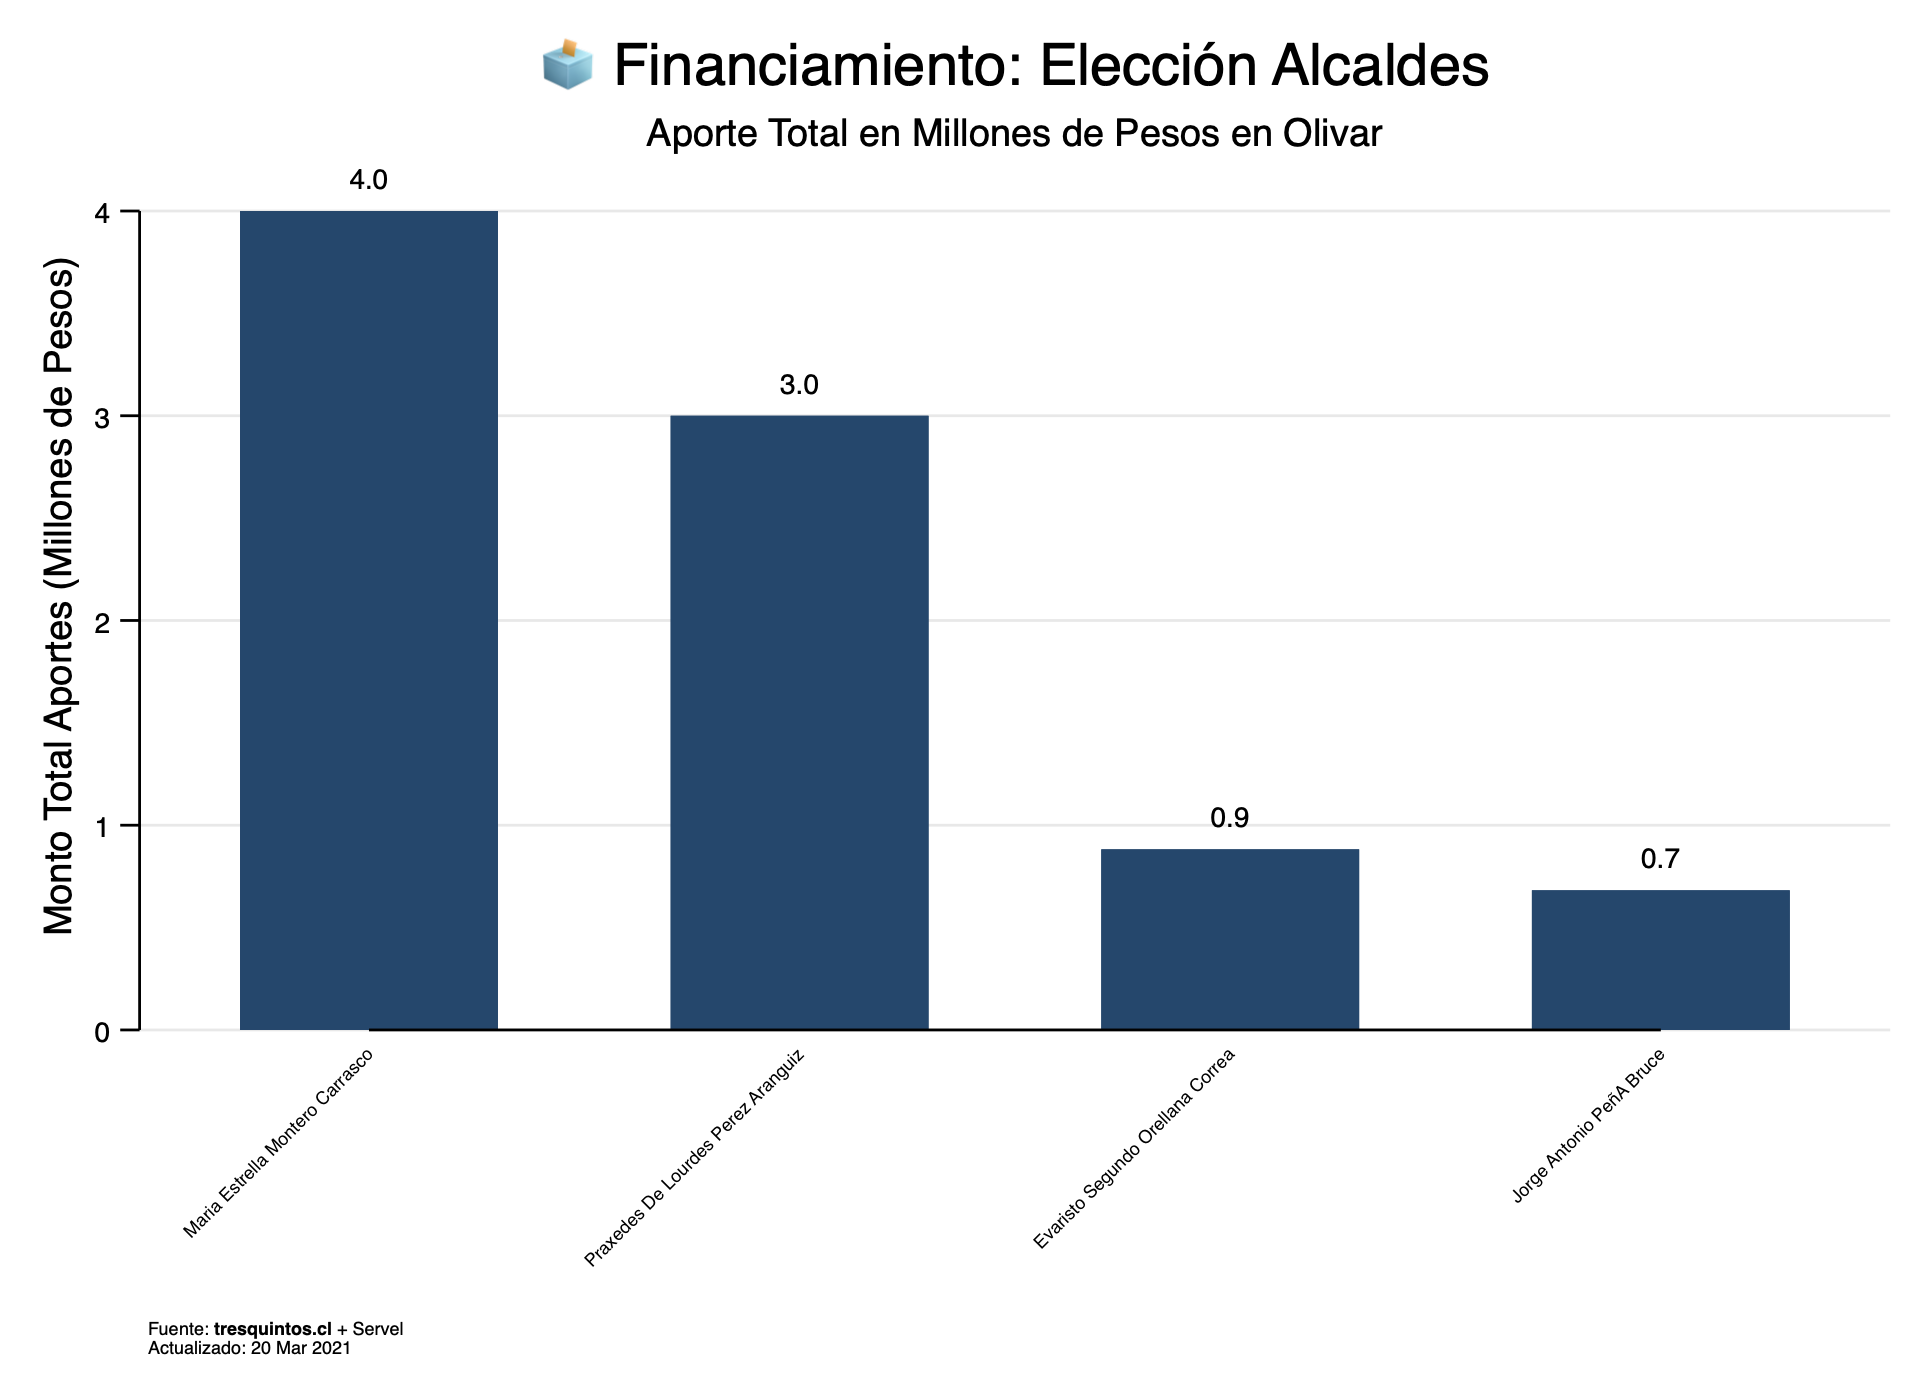 Financiamiento: Elección Alcaldes
Aporte Total en Millones de Pesos en Olivar
Monto Total Aportes (Millones de Pesos)
4
3
2
1
0
4.0
3.0
0.9
0.7
Maria Estrella Montero Carrasco
Praxedes De Lourdes Perez Aranguiz
Evaristo Segundo Orellana Correa
Jorge Antonio PeñA Bruce
Fuente: tresquintos.cl + Servel
Actualizado: 20 Mar 2021